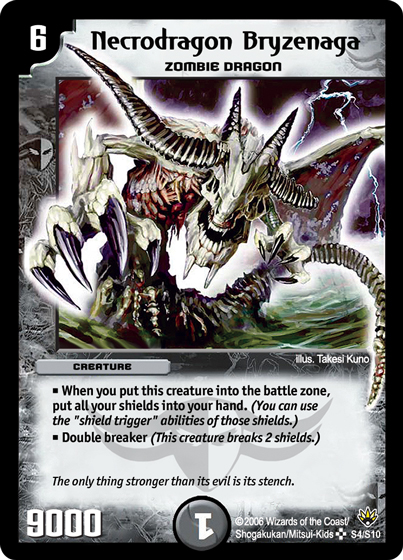 6
Necrodragon Bryzenaga
ZOMBIE DRAGON
illus. Takesi Kuno
CREATURE
▪ When you put this creature into the battle zone,
put all your shields into your hand. (You can use
the "shield trigger" abilities of those shields.)
▪ Double breaker (This creature breaks 2 shields.)
The only thing stronger than its evil is its stench.
9000
1
©2006 Wizards of the Coast/
Shogakukan/Mitsui-Kids S4/S10